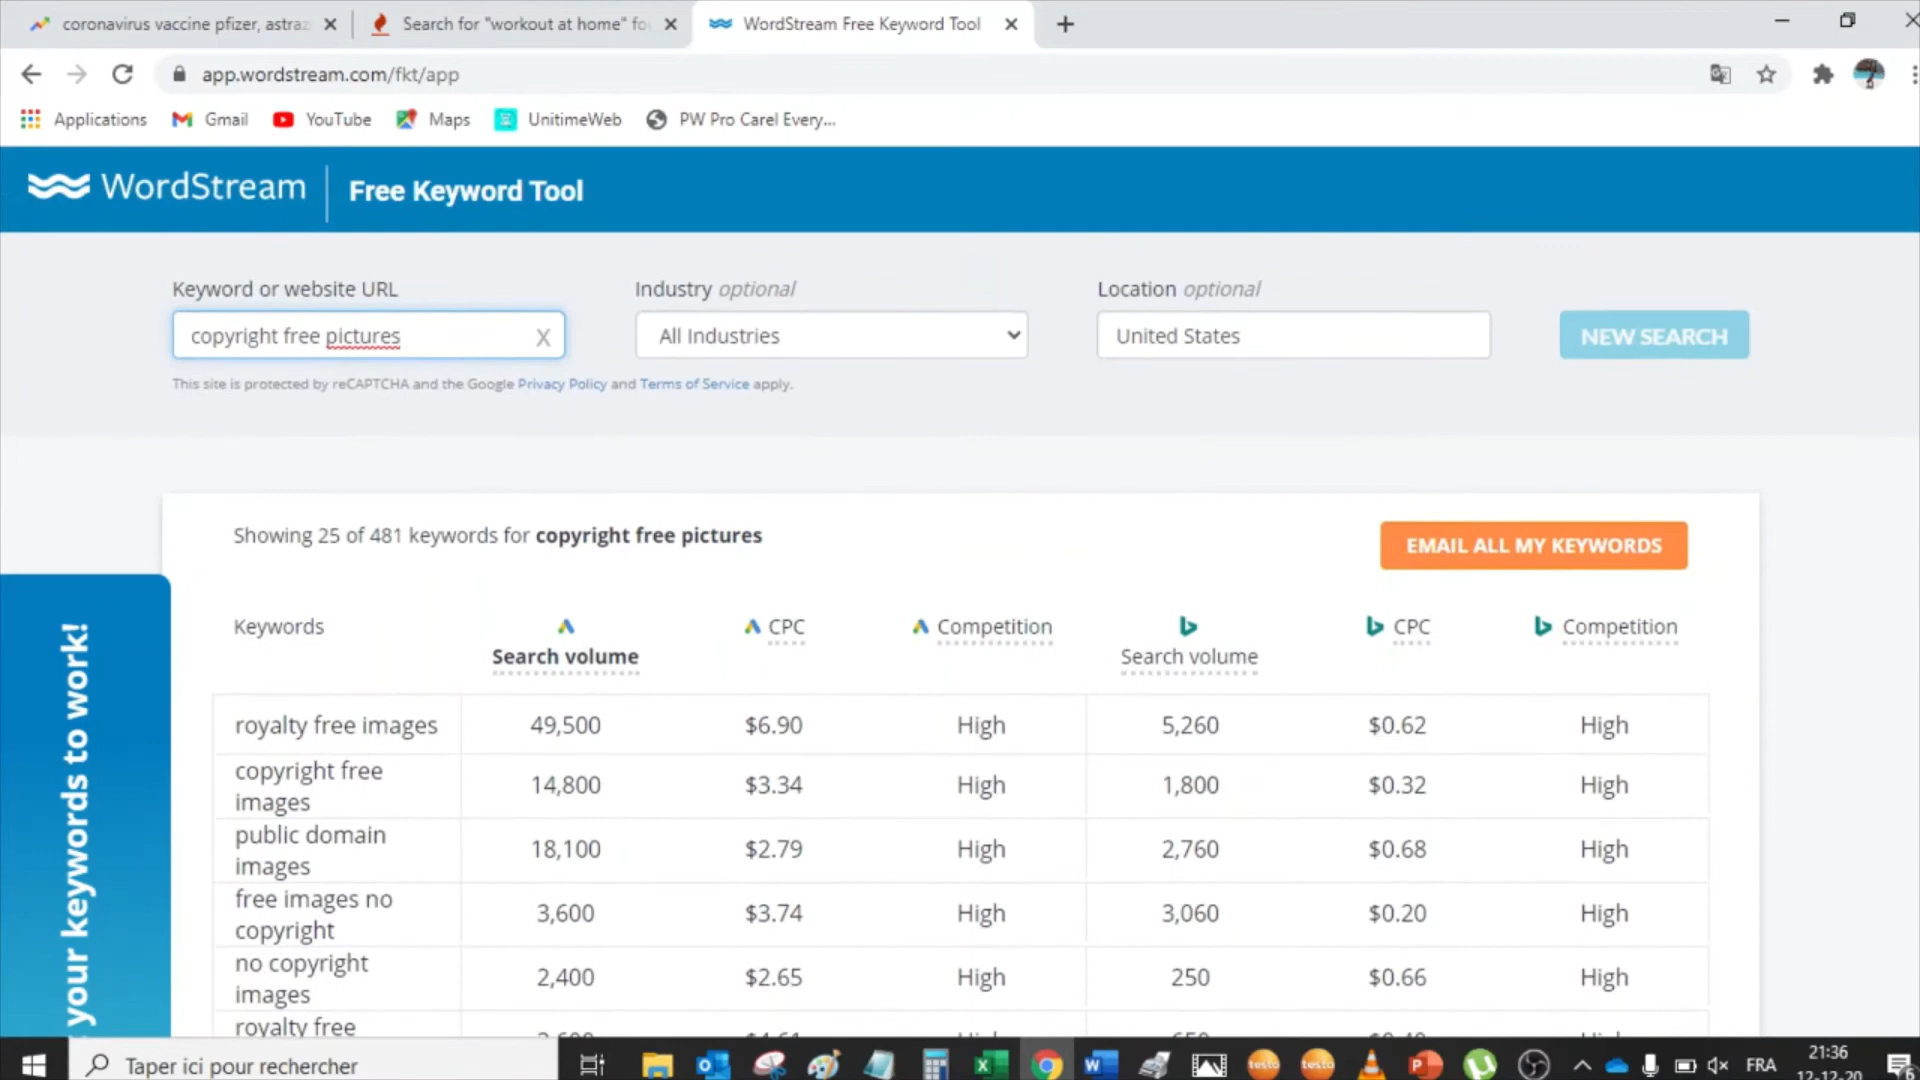 coronavirus vaccine pfizer, astraz
Search for "workout at home" fo
WordStream Free Keyword Tool
app.wordstream.com/fkt/app
Applications
Gmail
YouTube
Maps
UnitimeWeb
PW Pro Carel Every...
WordStream
Free Keyword Tool
Keyword or website URL
Industry optional
Location optional
copyright free pictures
X
All Industries
United States
NEW SEARCH
This site is protected by reCAPTCHA and the Google Privacy Policy and Terms of Service apply.
Showing 25 of 481 keywords for copyright free pictures
EMAIL ALL MY KEYWORDS
your keywords to work!
Keywords
Search volume
CPC
Competition
Search volume
CPC
Competition
royalty free images 49,500 $6.90 High 5,260 $0.62 High
copyright free
images
14,800 $3.34 High 1,800 $0.32 High
public domain
images
18,100 $2.79 High 2,760 $0.68 High
free images no
copyright
3,600 $3.74 High 3,060 $0.20 High
no copyright
images
2,400 $2.65 High 250 $0.66 High
royalty free
Taper ici pour rechercher
testo
testo
FRA
21:36
12-12-20
6